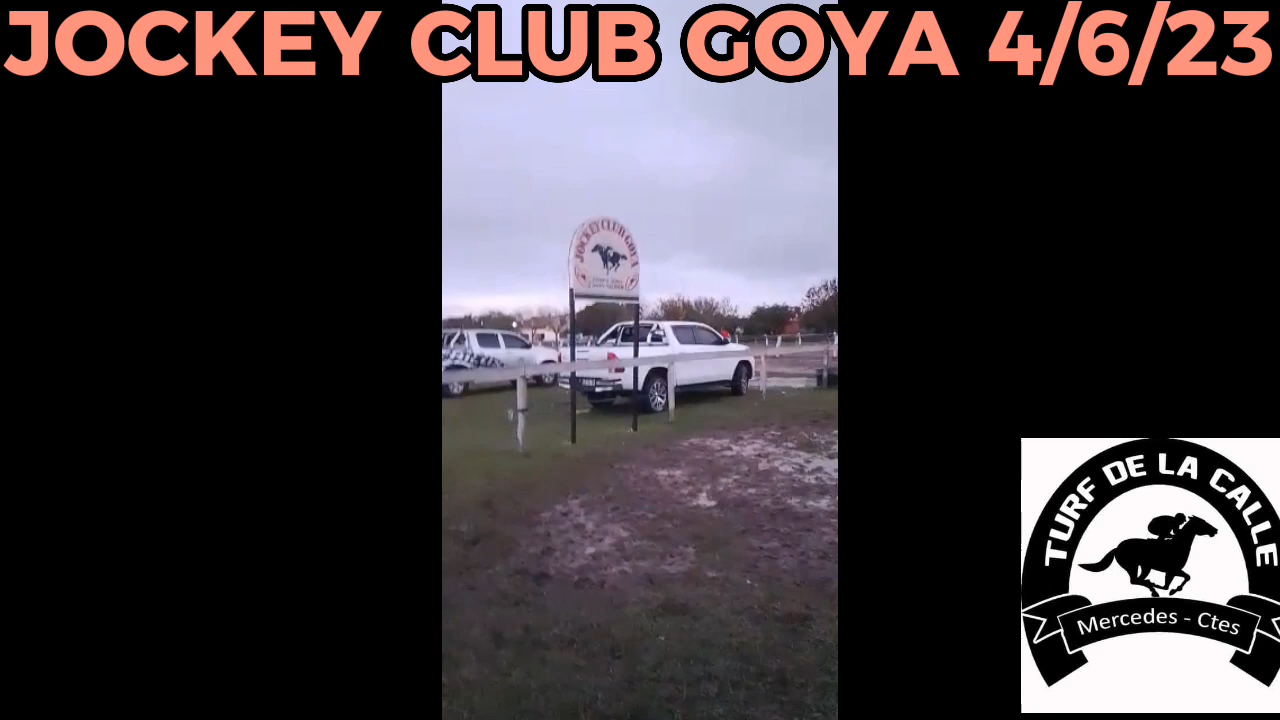 JOCKEY CLUB GOYA 4/6/23
JOCKEY CLUB GOYA
TURF DE LA CALLE
Mercedes - Ctes